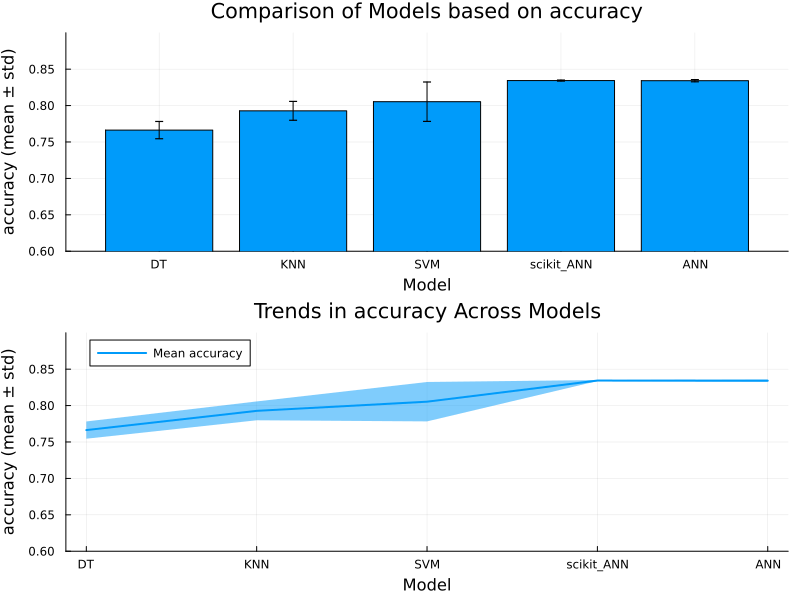 Comparison of Models based on accuracy
accuracy (mean ± std)
0.85
0.80
0.75
0.70
0.65
0.60
DT KNN SVM scikit_ANN ANN
Model
Trends in accuracy Across Models
Mean accuracy
accuracy (mean ± std)
0.85
0.80
0.75
0.70
0.65
0.60
DT KNN SVM scikit_ANN ANN
Model